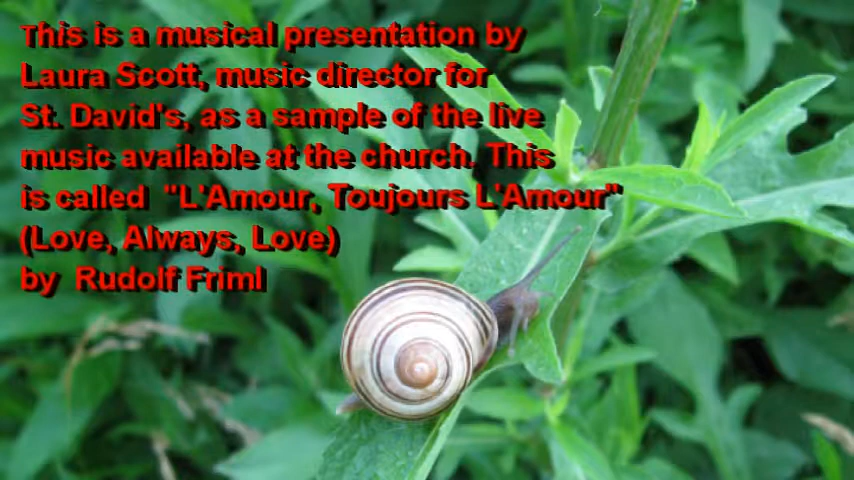 This is a musical presentation by
Laura Scott, music director for
St. David's, as a sample of the live
music available at the church. This
is called "L'Amour, Toujours L'Amour"
(Love, Always, Love)
by Rudolf Friml